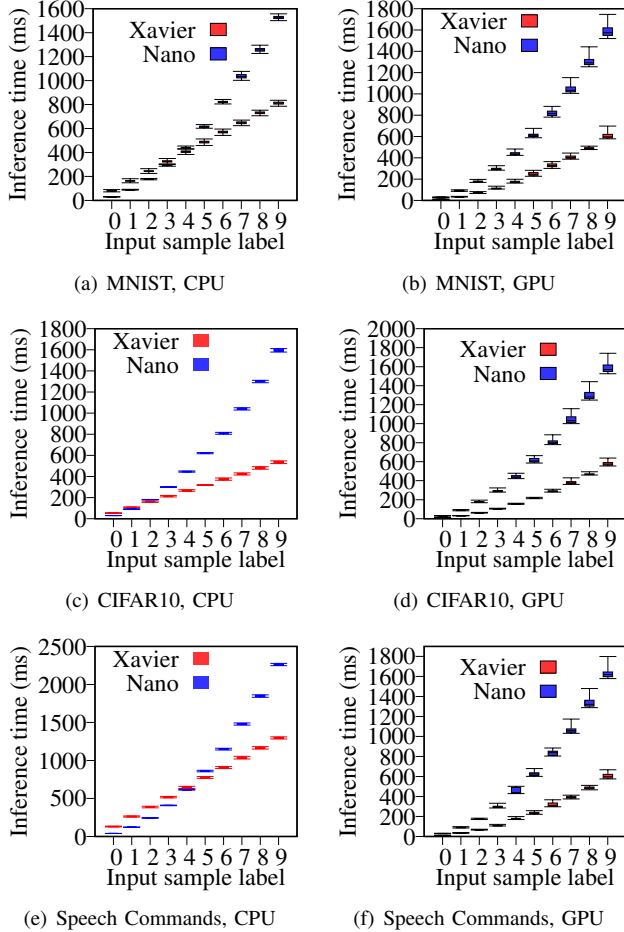 1600
1400
1200
1000
800
600
400
200
0
Inference time (ms)
Xavier
Nano
0 1 2 3 4 5 6 7 8 9
Input sample label
(a) MNIST, CPU
1800
1600
1400
1200
1000
800
600
400
200
0
Inference time (ms)
Xavier
Nano
0 1 2 3 4 5 6 7 8 9
Input sample label
(b) MNIST, GPU
1800
1600
1400
1200
1000
800
600
400
200
0
Inference time (ms)
Xavier
Nano
0 1 2 3 4 5 6 7 8 9
Input sample label
(c) CIFAR10, CPU
2000
1800
1600
1400
1200
1000
800
600
400
200
0
Inference time (ms)
Xavier
Nano
0 1 2 3 4 5 6 7 8 9
Input sample label
(d) CIFAR10, GPU
2500
2000
1500
1000
500
0
Inference time (ms)
Xavier
Nano
0 1 2 3 4 5 6 7 8 9
Input sample label
(e) Speech Commands, CPU
1800
1600
1400
1200
1000
800
600
400
200
0
Inference time (ms)
Xavier
Nano
0 1 2 3 4 5 6 7 8 9
Input sample label
(f) Speech Commands, GPU